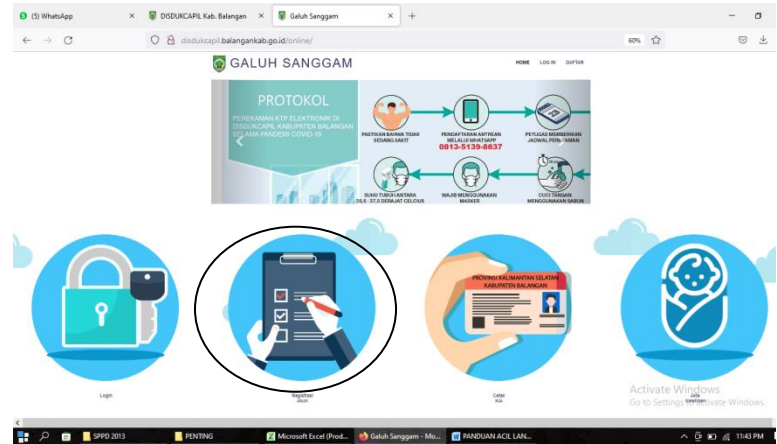 (5) WhatsApp
DISDUKCAPIL Kab. Balangan
Galuh Sanggam
disdukcapil.balangankab.go.id/online/
60%
GALUH SANGGAM
HOME LOG IN DAFTAR
PROTOKOL
PEREKAMAN KTP ELEKTRONIK DI
DISDUKCAPIL KABUPATEN BALANGAN
SELAMA PANDEMI COVID-19
PASTIKAN BAHWA TIDAK
SEDANG SAKIT
PENDAFTARAN ANTREAN
MELALUI WHATSAPP
0813-5139-8637
PETUGAS MEMBERIKAN
JADWAL PEREKAMAN
SUHU TUBUH ANTARA
35,5 - 37,5 DERAJAT CELCIUS
WAJIB MENGGUNAKAN
MASKER
CUCI TANGAN
MENGGUNAKAN SABUN
PROVINSI KALIMANTAN SELATAN
KABUPATEN BALANGAN
Login
Registrasi
akun
Cetak
KIA
Activate Windows
Go to Settings to activate Windows.
SPPD 2013
PENTING
Microsoft Excel (Prod...
Galuh Sanggam - Mo...
PANDUAN ACIL LAN...
11:43 PM